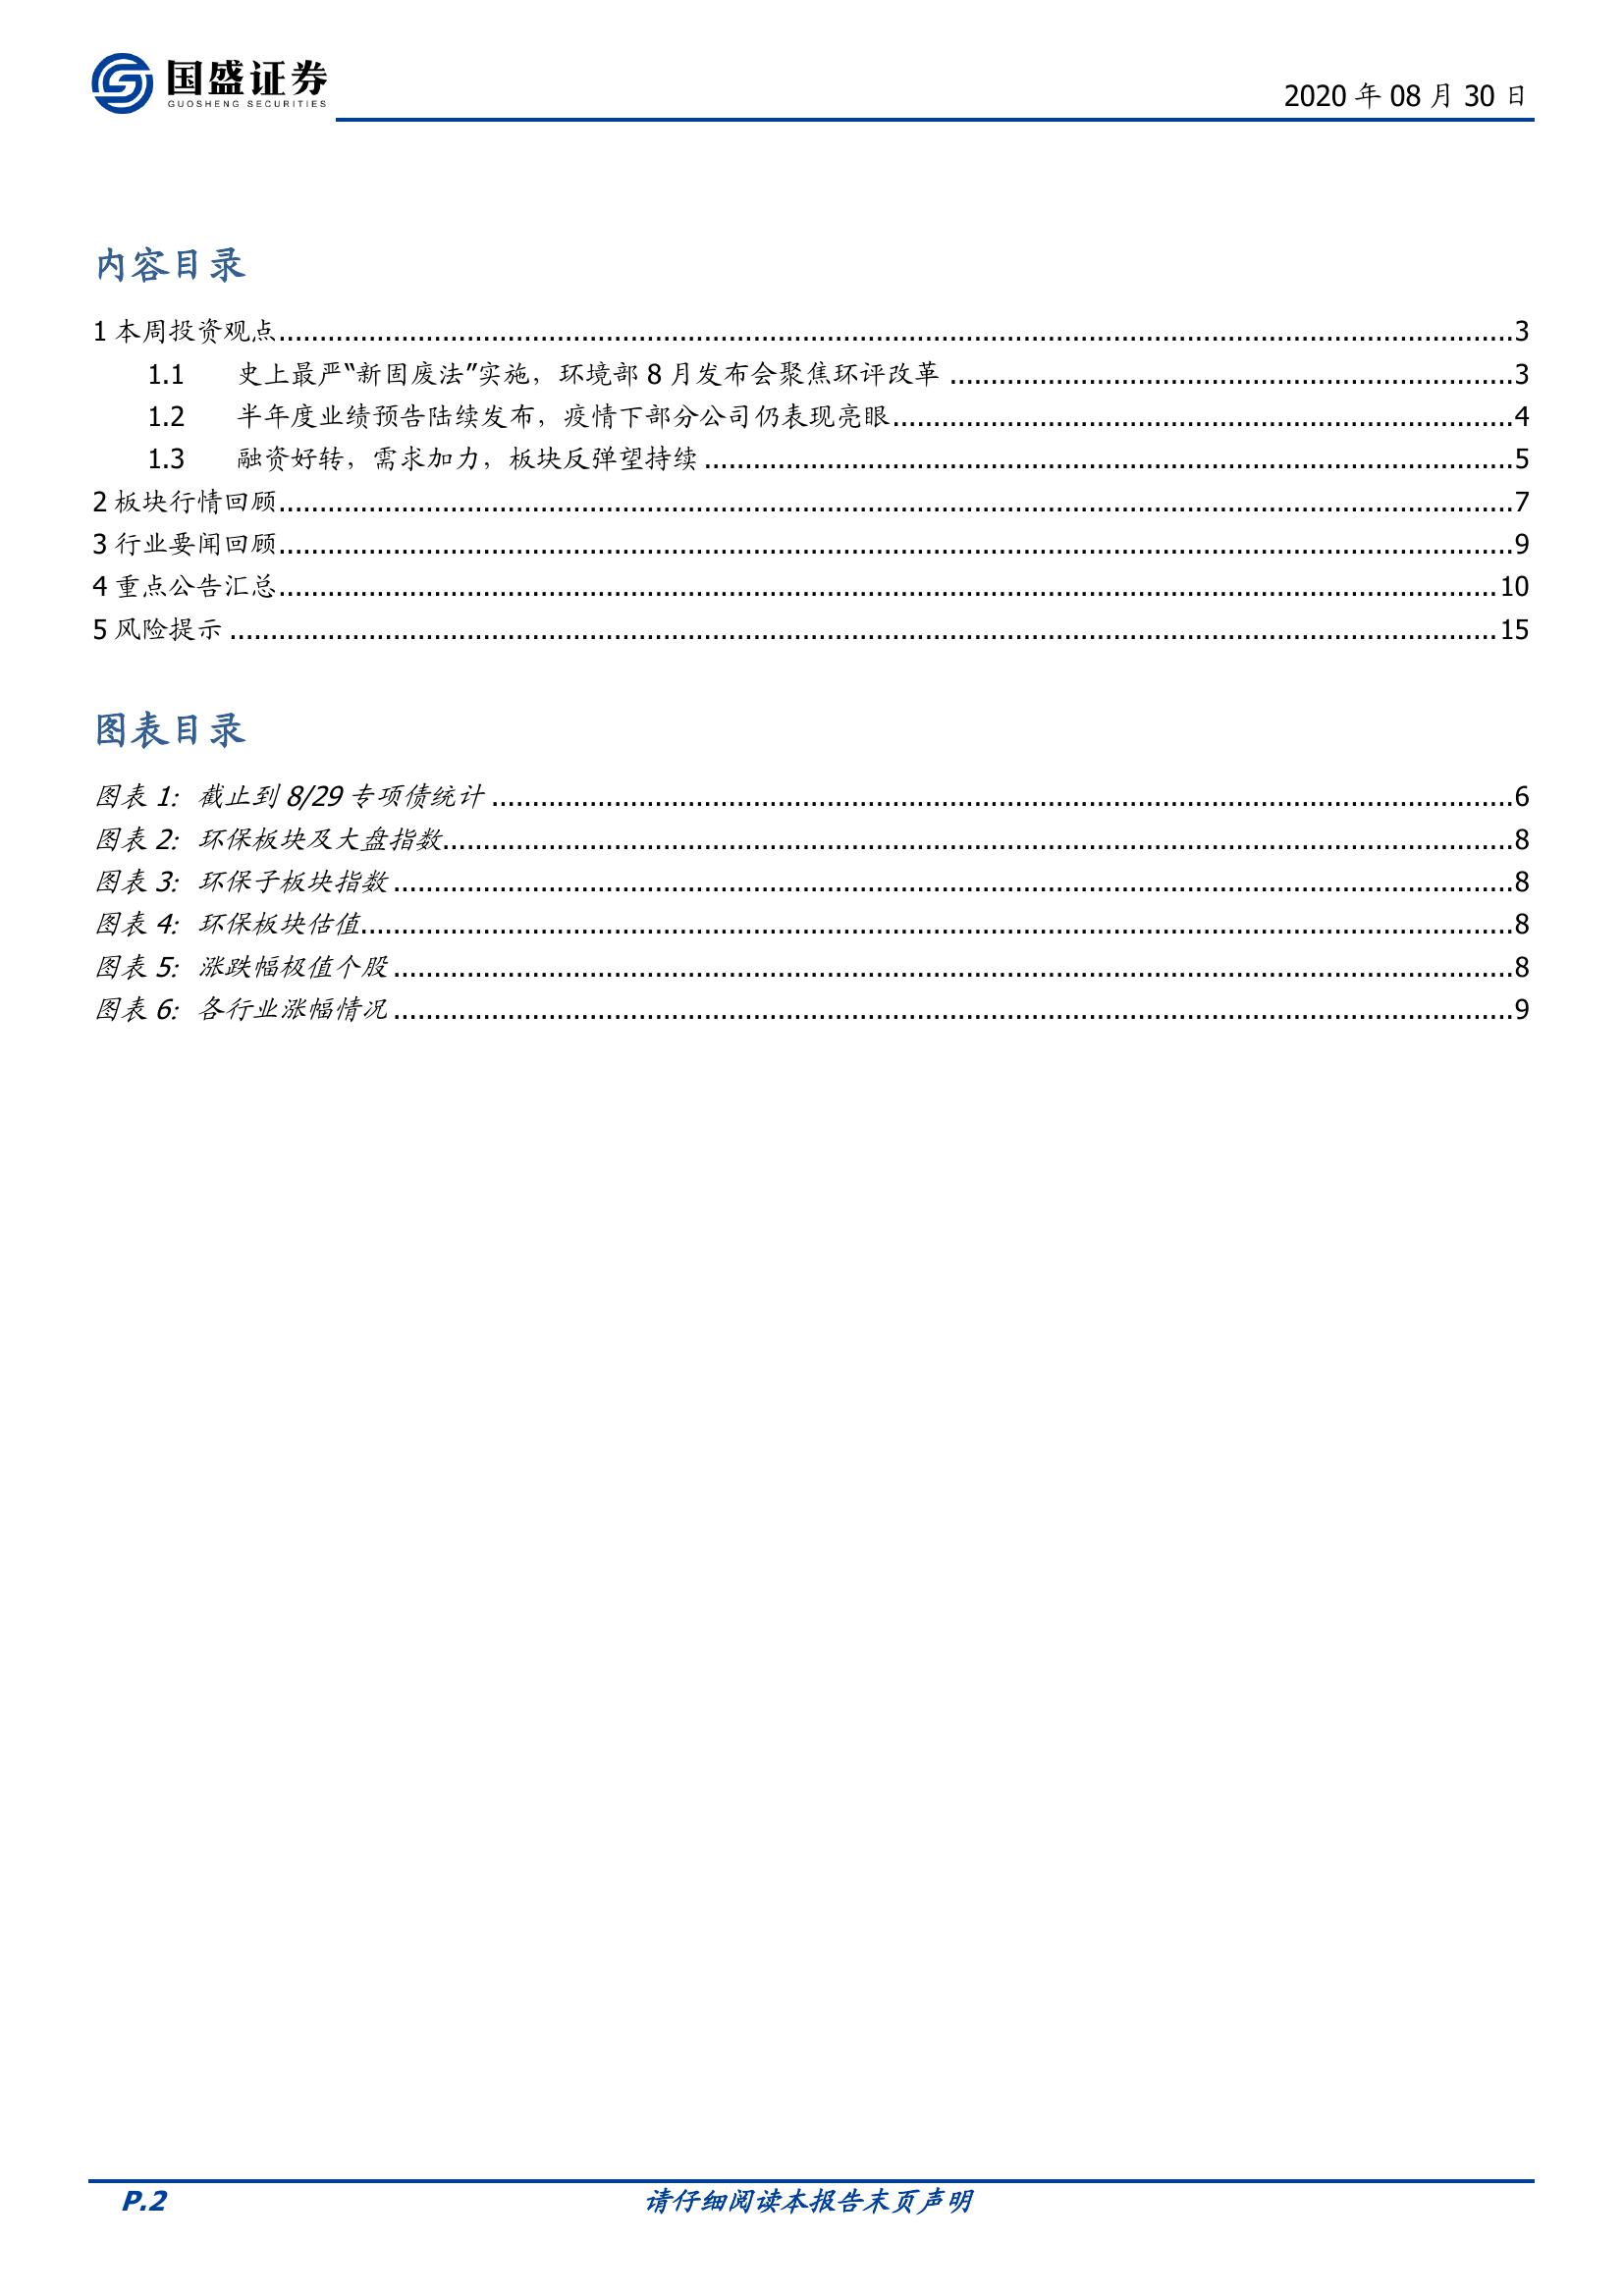 国盛证券
GUOSHENG SECURITIES
2020 年 08 月 30 日
内容目录
1 本周投资观点 3
1.1 史上最严“新固废法”实施，环境部 8 月发布会聚焦环评改革 3
1.2 半年度业绩预告陆续发布，疫情下部分公司仍表现亮眼 4
1.3 融资好转，需求加力，板块反弹望持续 5
2 板块行情回顾 7
3 行业要闻回顾 9
4 重点公告汇总 10
5 风险提示 15
图表目录
图表 1：截止到 8/29 专项债统计 6
图表 2：环保板块及大盘指数 8
图表 3：环保子板块指数 8
图表 4：环保板块估值 8
图表 5：涨跌幅极值个股 8
图表 6：各行业涨幅情况 9
P.2 请仔细阅读本报告末页声明